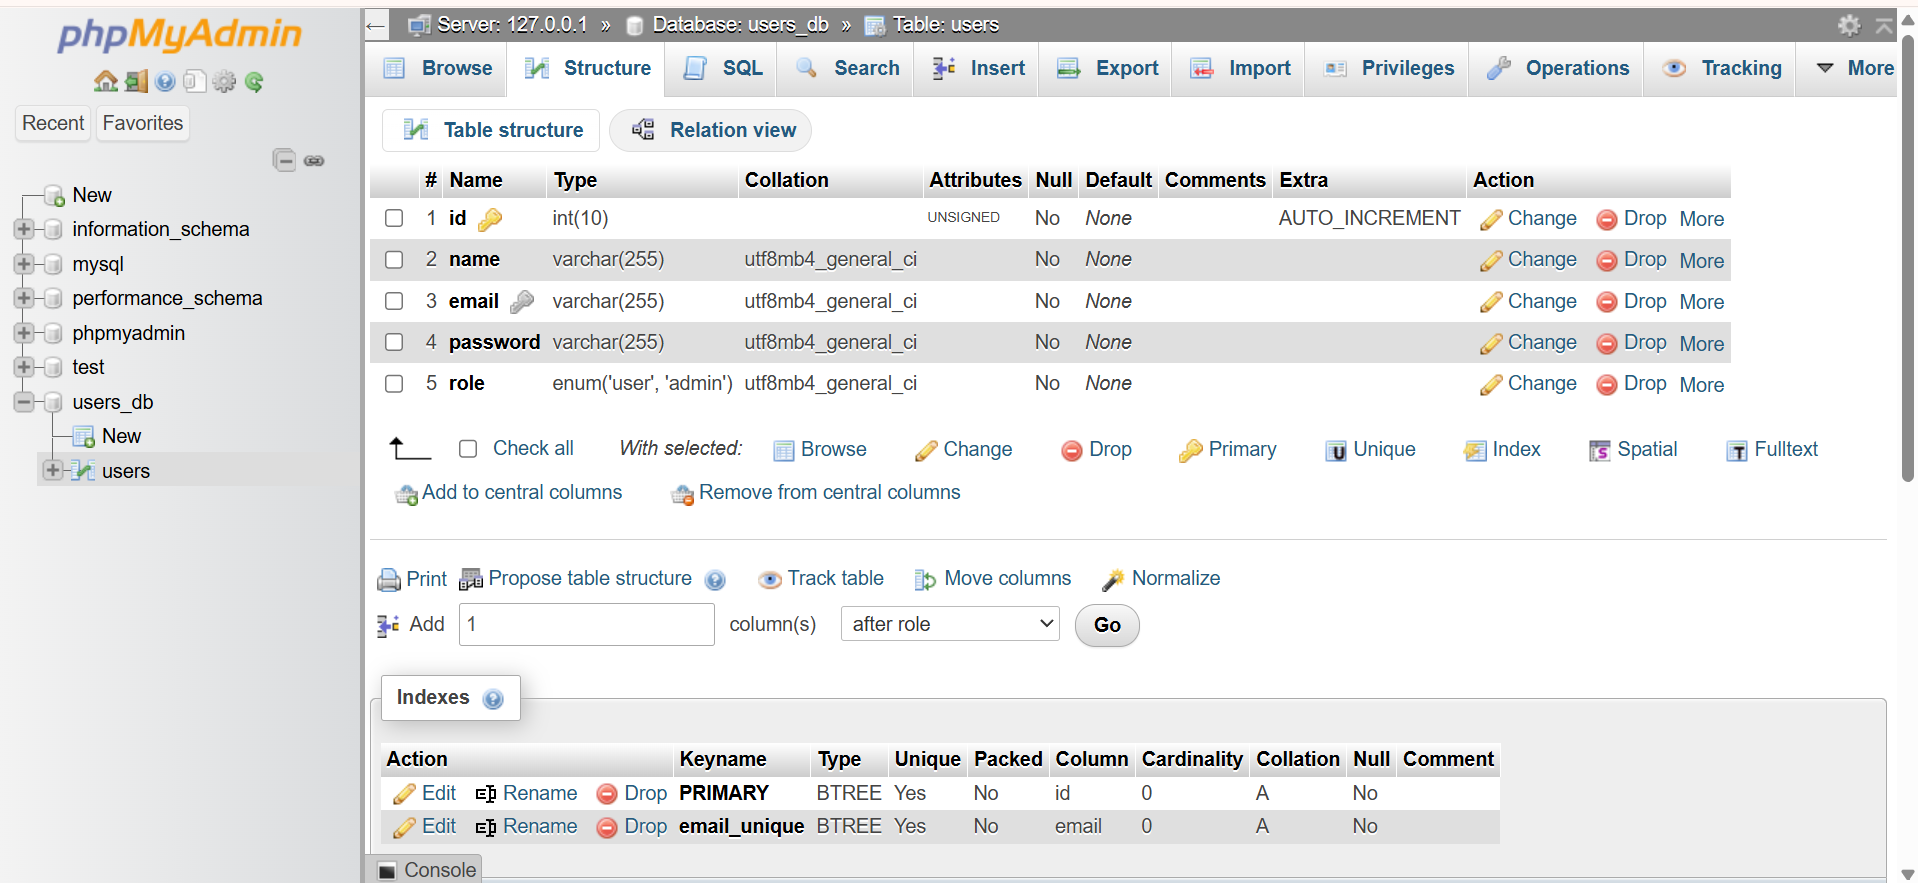 phpMyAdmin
Recent Favorites
New
information_schema
mysql
performance_schema
phpmyadmin
test
users_db
New
users
Server: 127.0.0.1 » Database: users_db » Table: users
Browse Structure SQL Search Insert Export Import Privileges Operations Tracking More
Table structure Relation view
# Name Type Collation Attributes Null Default Comments Extra Action
1 id int(10) UNSIGNED No None AUTO_INCREMENT Change Drop More
2 name varchar(255) utf8mb4_general_ci No None Change Drop More
3 email varchar(255) utf8mb4_general_ci No None Change Drop More
4 password varchar(255) utf8mb4_general_ci No None Change Drop More
5 role enum('user', 'admin') utf8mb4_general_ci No None Change Drop More
Check all With selected: Browse Change Drop Primary Unique Index Spatial Fulltext
Add to central columns Remove from central columns
Print Propose table structure Track table Move columns Normalize
Add 1 column(s) after role Go
Indexes
Action Keyname Type Unique Packed Column Cardinality Collation Null Comment
Edit Rename Drop PRIMARY BTREE Yes No id 0 A No
Edit Rename Drop email_unique BTREE Yes No email 0 A No
Console